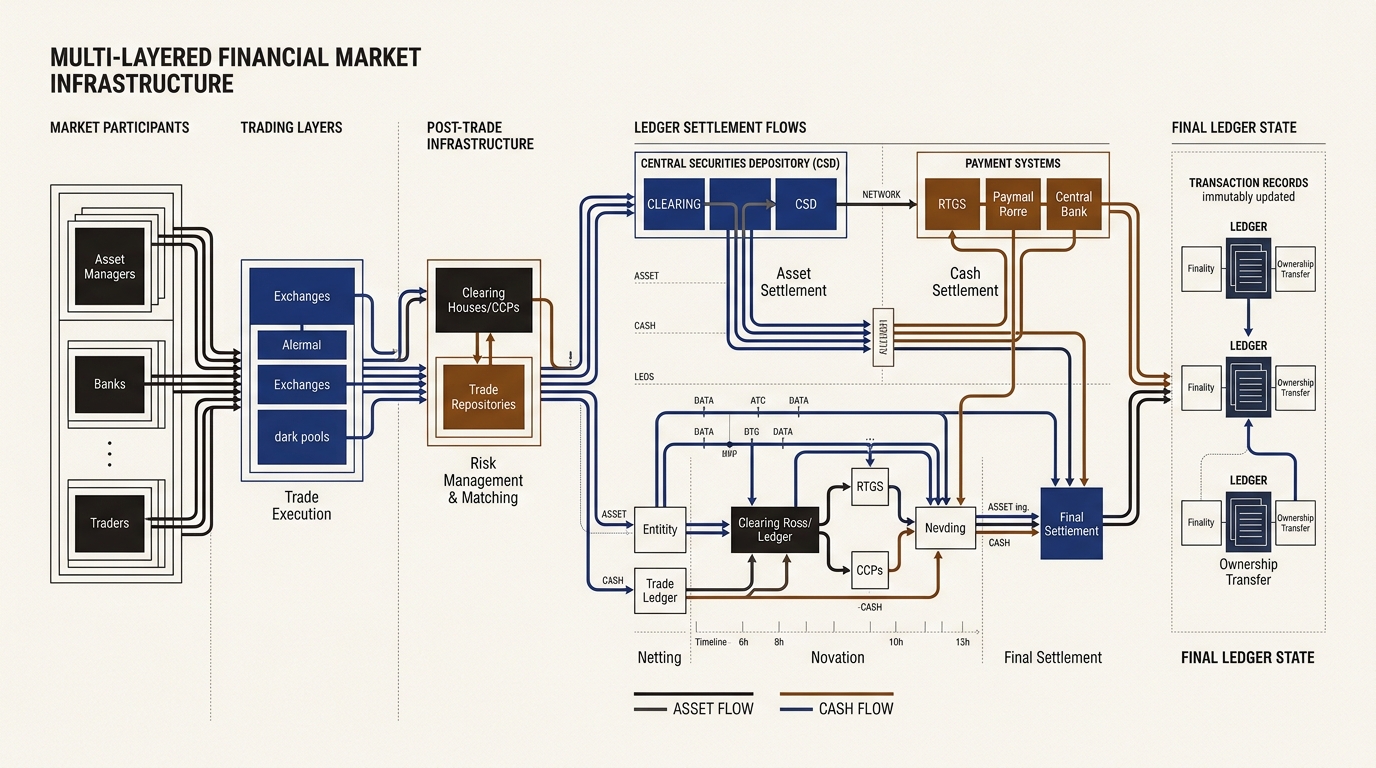 MULTI-LAYERED FINANCIAL MARKET
INFRASTRUCTURE
MARKET PARTICIPANTS
Asset
Managers
Banks
Traders
TRADING LAYERS
Exchanges
Alermal
Exchanges
dark pools
Trade
Execution
POST-TRADE
INFRASTRUCTURE
Clearing
Houses/CCPs
Trade
Repositories
Risk
Management
& Matching
LEDGER SETTLEMENT FLOWS
CENTRAL SECURITIES DEPOSITORY (CSD)
CLEARING
CSD
NETWORK
PAYMENT SYSTEMS
RTGS
Paymail
Rorre
Central
Bank
ASSET
Asset
Settlement
Cash
Settlement
CASH
LEOS
DATA
ATC
DATA
DATA
BTG
DATA
ASSET
Entitity
Clearing Ross/
Ledger
RTGS
CCPs
Nevding
ASSET ing.
CASH
Final
Settlement
CASH
Trade
Ledger
-CASH
Timeline
6h
8h
10h
13h
Netting
Novation
Final Settlement
ASSET FLOW
CASH FLOW
FINAL LEDGER STATE
TRANSACTION RECORDS
immutably updated
LEDGER
Finality
Ownership
Transfer
LEDGER
Finality
Ownership
Transfer
LEDGER
Finality
Ownership
Transfer
Ownership
Transfer
FINAL LEDGER STATE